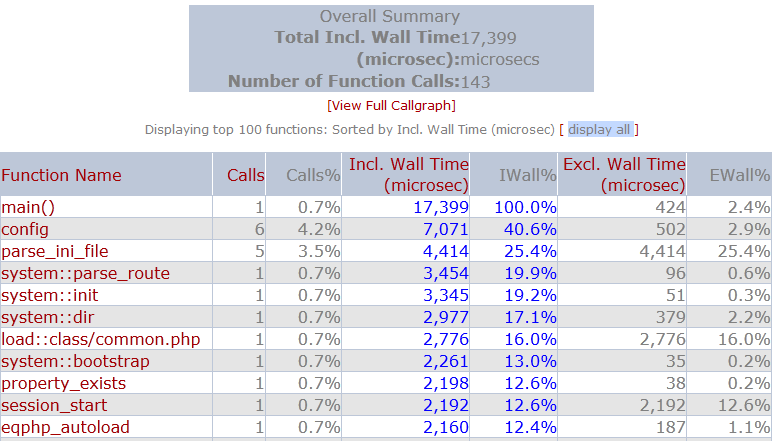 Overall Summary
Total Incl. Wall Time 17,399
(microsec): microsecs
Number of Function Calls: 143
[View Full Callgraph]
Displaying top 100 functions: Sorted by Incl. Wall Time (microsec) [ display all ]
Function Name Calls Calls% Incl. Wall Time (microsec) IWall% Excl. Wall Time (microsec) EWall%
main() 1 0.7% 17,399 100.0% 424 2.4%
config 6 4.2% 7,071 40.6% 502 2.9%
parse_ini_file 5 3.5% 4,414 25.4% 4,414 25.4%
system::parse_route 1 0.7% 3,454 19.9% 96 0.6%
system::init 1 0.7% 3,345 19.2% 51 0.3%
system::dir 1 0.7% 2,977 17.1% 379 2.2%
load::class/common.php 1 0.7% 2,776 16.0% 2,776 16.0%
system::bootstrap 1 0.7% 2,261 13.0% 35 0.2%
property_exists 1 0.7% 2,198 12.6% 38 0.2%
session_start 1 0.7% 2,192 12.6% 2,192 12.6%
eqphp_autoload 1 0.7% 2,160 12.4% 187 1.1%